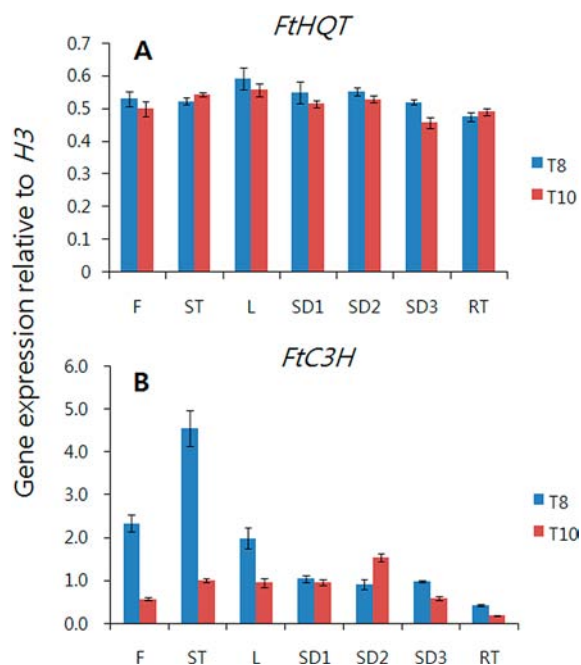 FtHQT
A
Gene expression relative to H3
0.7
0.6
0.5
0.4
0.3
0.2
0.1
0
F ST L SD1 SD2 SD3 RT
T8
T10
FtC3H
B
6.0
5.0
4.0
3.0
2.0
1.0
0.0
F ST L SD1 SD2 SD3 RT
T8
T10